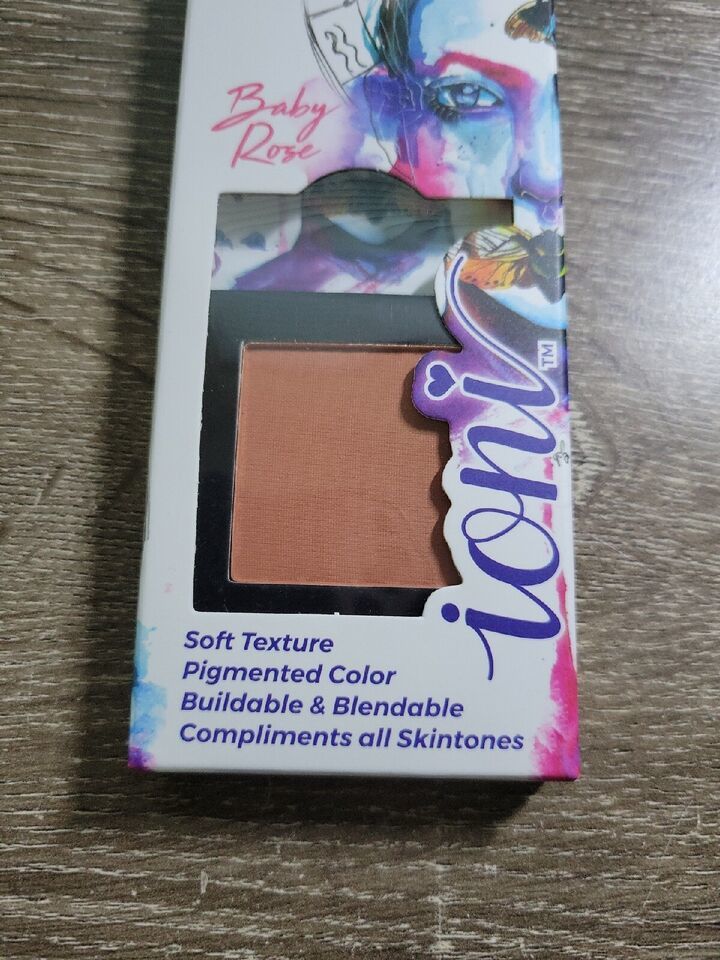 Baby
Rose
ioni™
Soft Texture
Pigmented Color
Buildable & Blendable
Compliments all Skintones